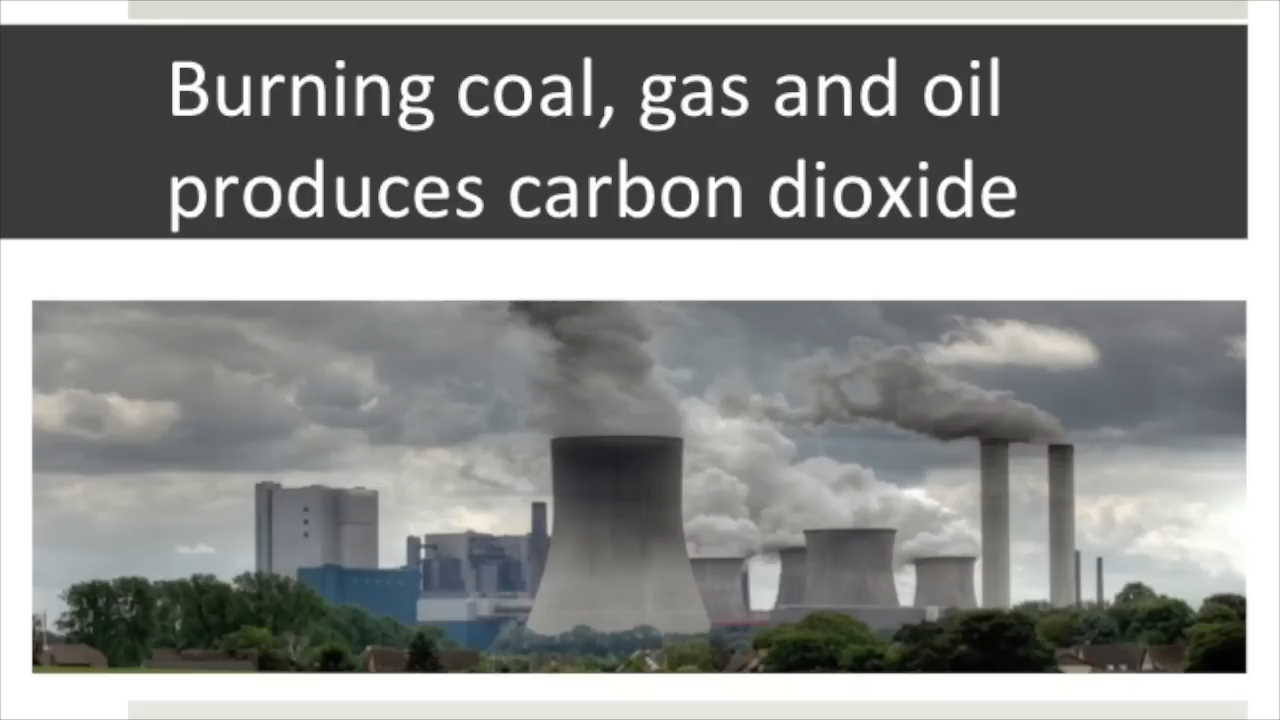 Burning coal, gas and oil
produces carbon dioxide